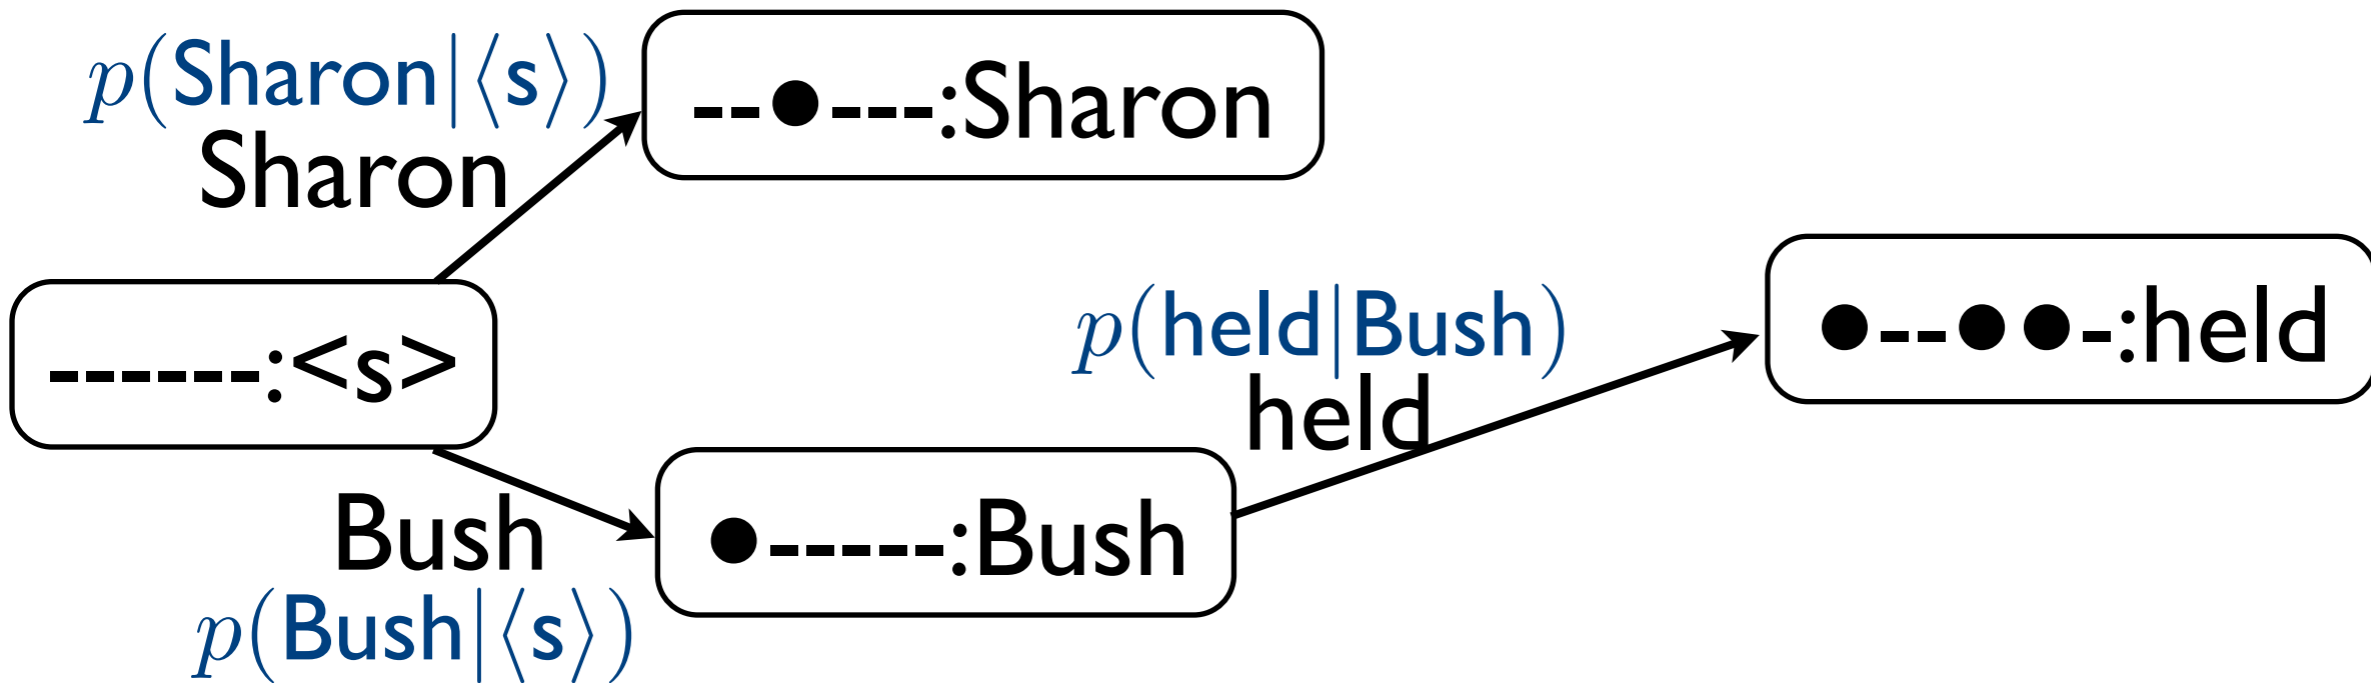 p(Sharon|⟨s⟩)
Sharon
--●---:Sharon
------:<s>
p(held|Bush)
held
●--●●-:held
Bush
p(Bush|⟨s⟩)
●-----:Bush